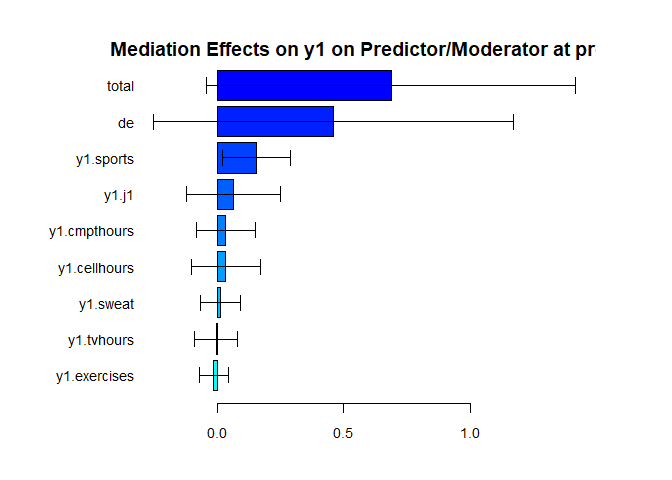 Mediation Effects on y1 on Predictor/Moderator at pr
total
de
y1.sports
y1.j1
y1.cmpthours
y1.cellhours
y1.sweat
y1.tvhours
y1.exercises
0.0 0.5 1.0